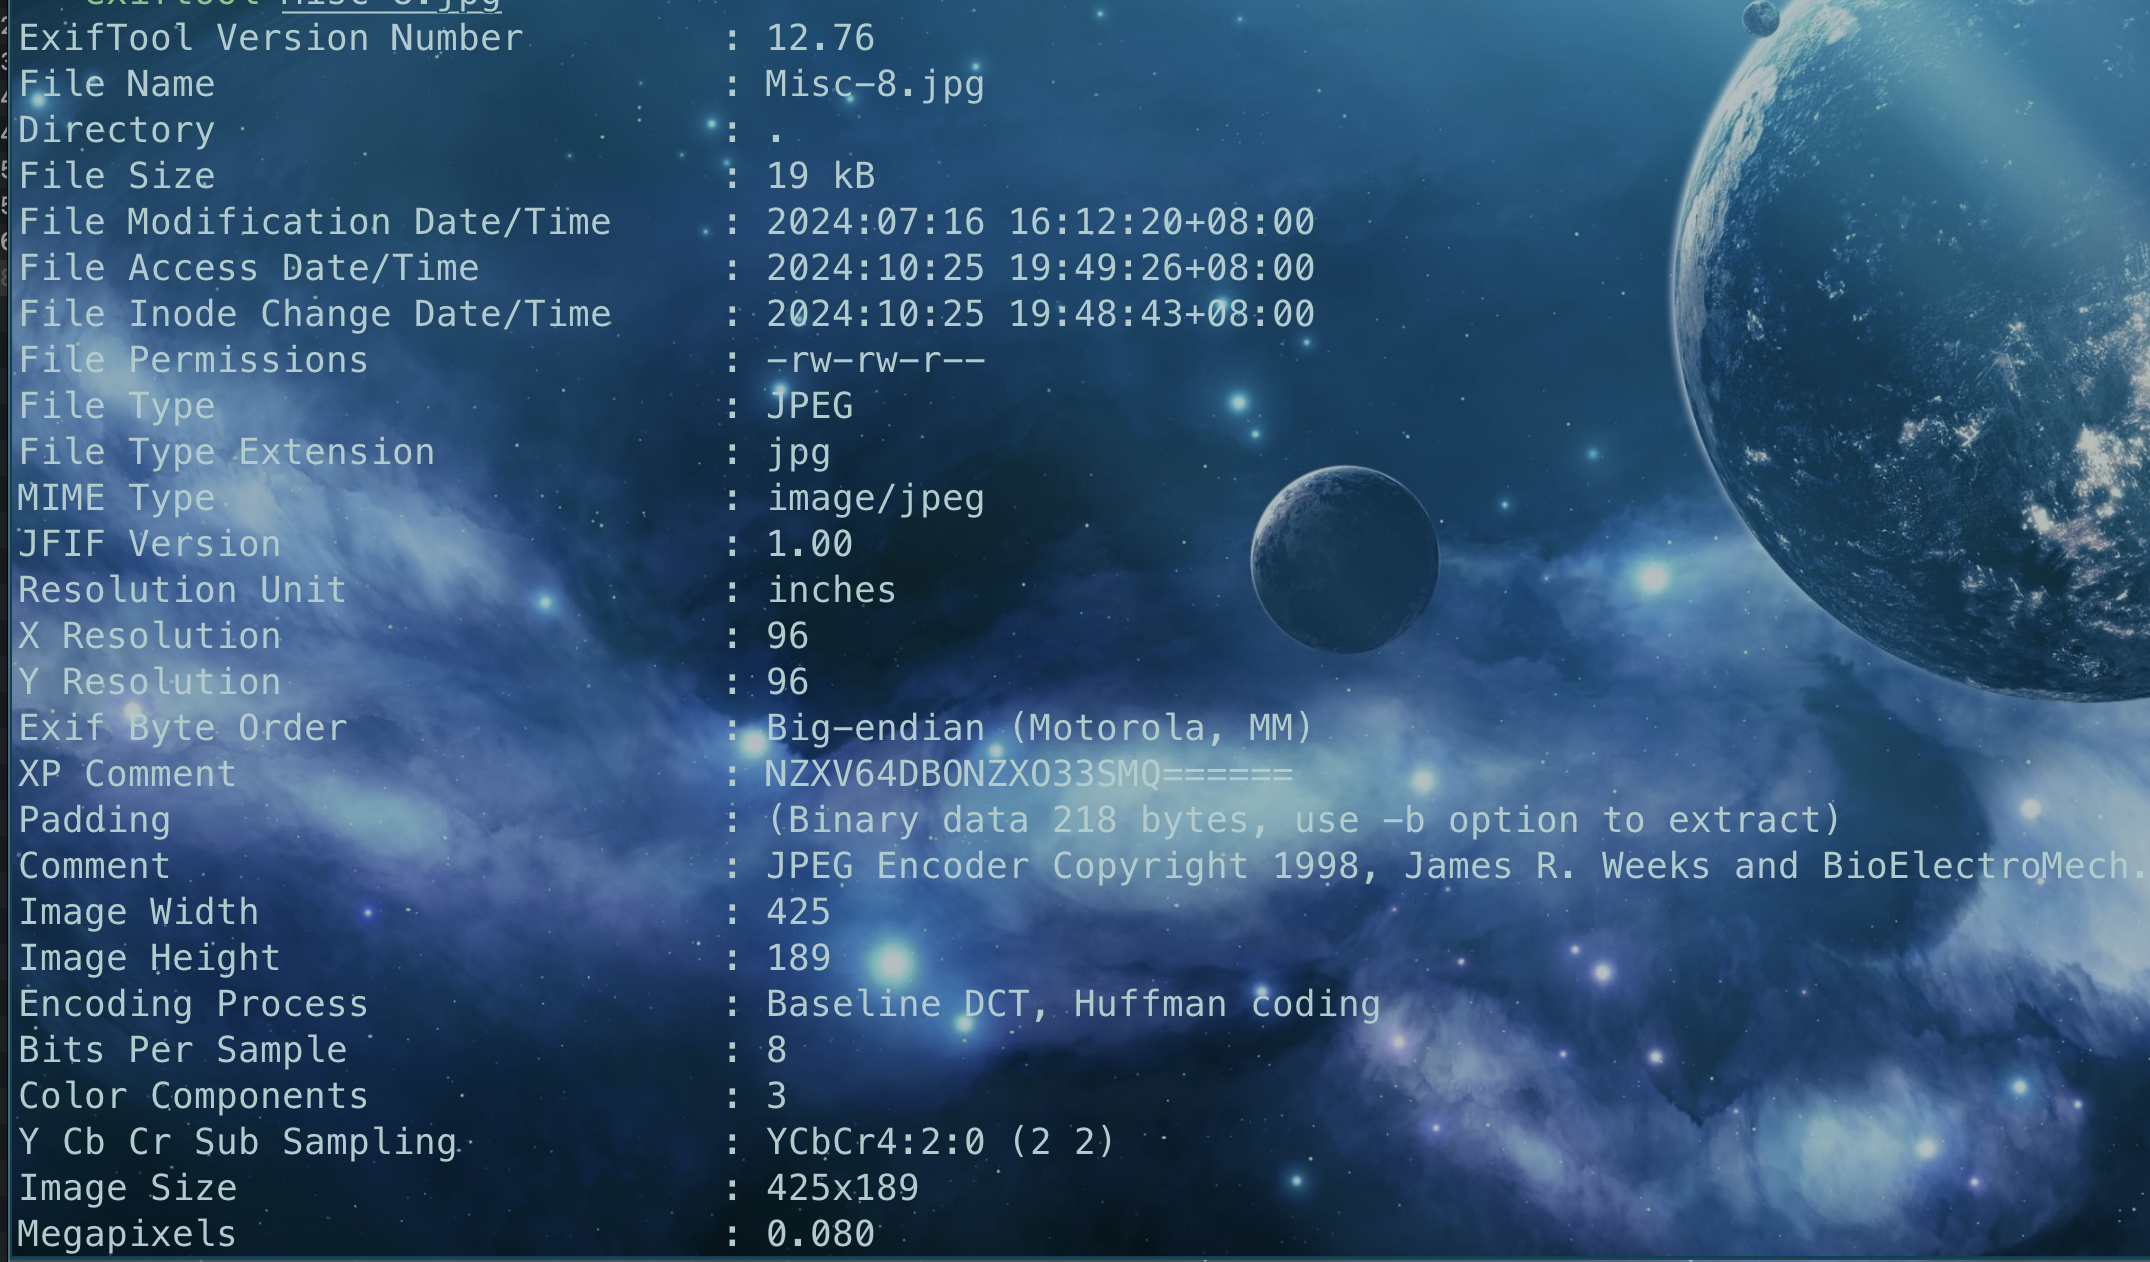 exiftool Misc-8.jpg
ExifTool Version Number : 12.76
File Name : Misc-8.jpg
Directory : .
File Size : 19 kB
File Modification Date/Time : 2024:07:16 16:12:20+08:00
File Access Date/Time : 2024:10:25 19:49:26+08:00
File Inode Change Date/Time : 2024:10:25 19:48:43+08:00
File Permissions : -rw-rw-r--
File Type : JPEG
File Type Extension : jpg
MIME Type : image/jpeg
JFIF Version : 1.00
Resolution Unit : inches
X Resolution : 96
Y Resolution : 96
Exif Byte Order : Big-endian (Motorola, MM)
XP Comment : NZXV64DBONZXO33SMQ======
Padding : (Binary data 218 bytes, use -b option to extract)
Comment : JPEG Encoder Copyright 1998, James R. Weeks and BioElectroMech.
Image Width : 425
Image Height : 189
Encoding Process : Baseline DCT, Huffman coding
Bits Per Sample : 8
Color Components : 3
Y Cb Cr Sub Sampling : YCbCr4:2:0 (2 2)
Image Size : 425x189
Megapixels : 0.080